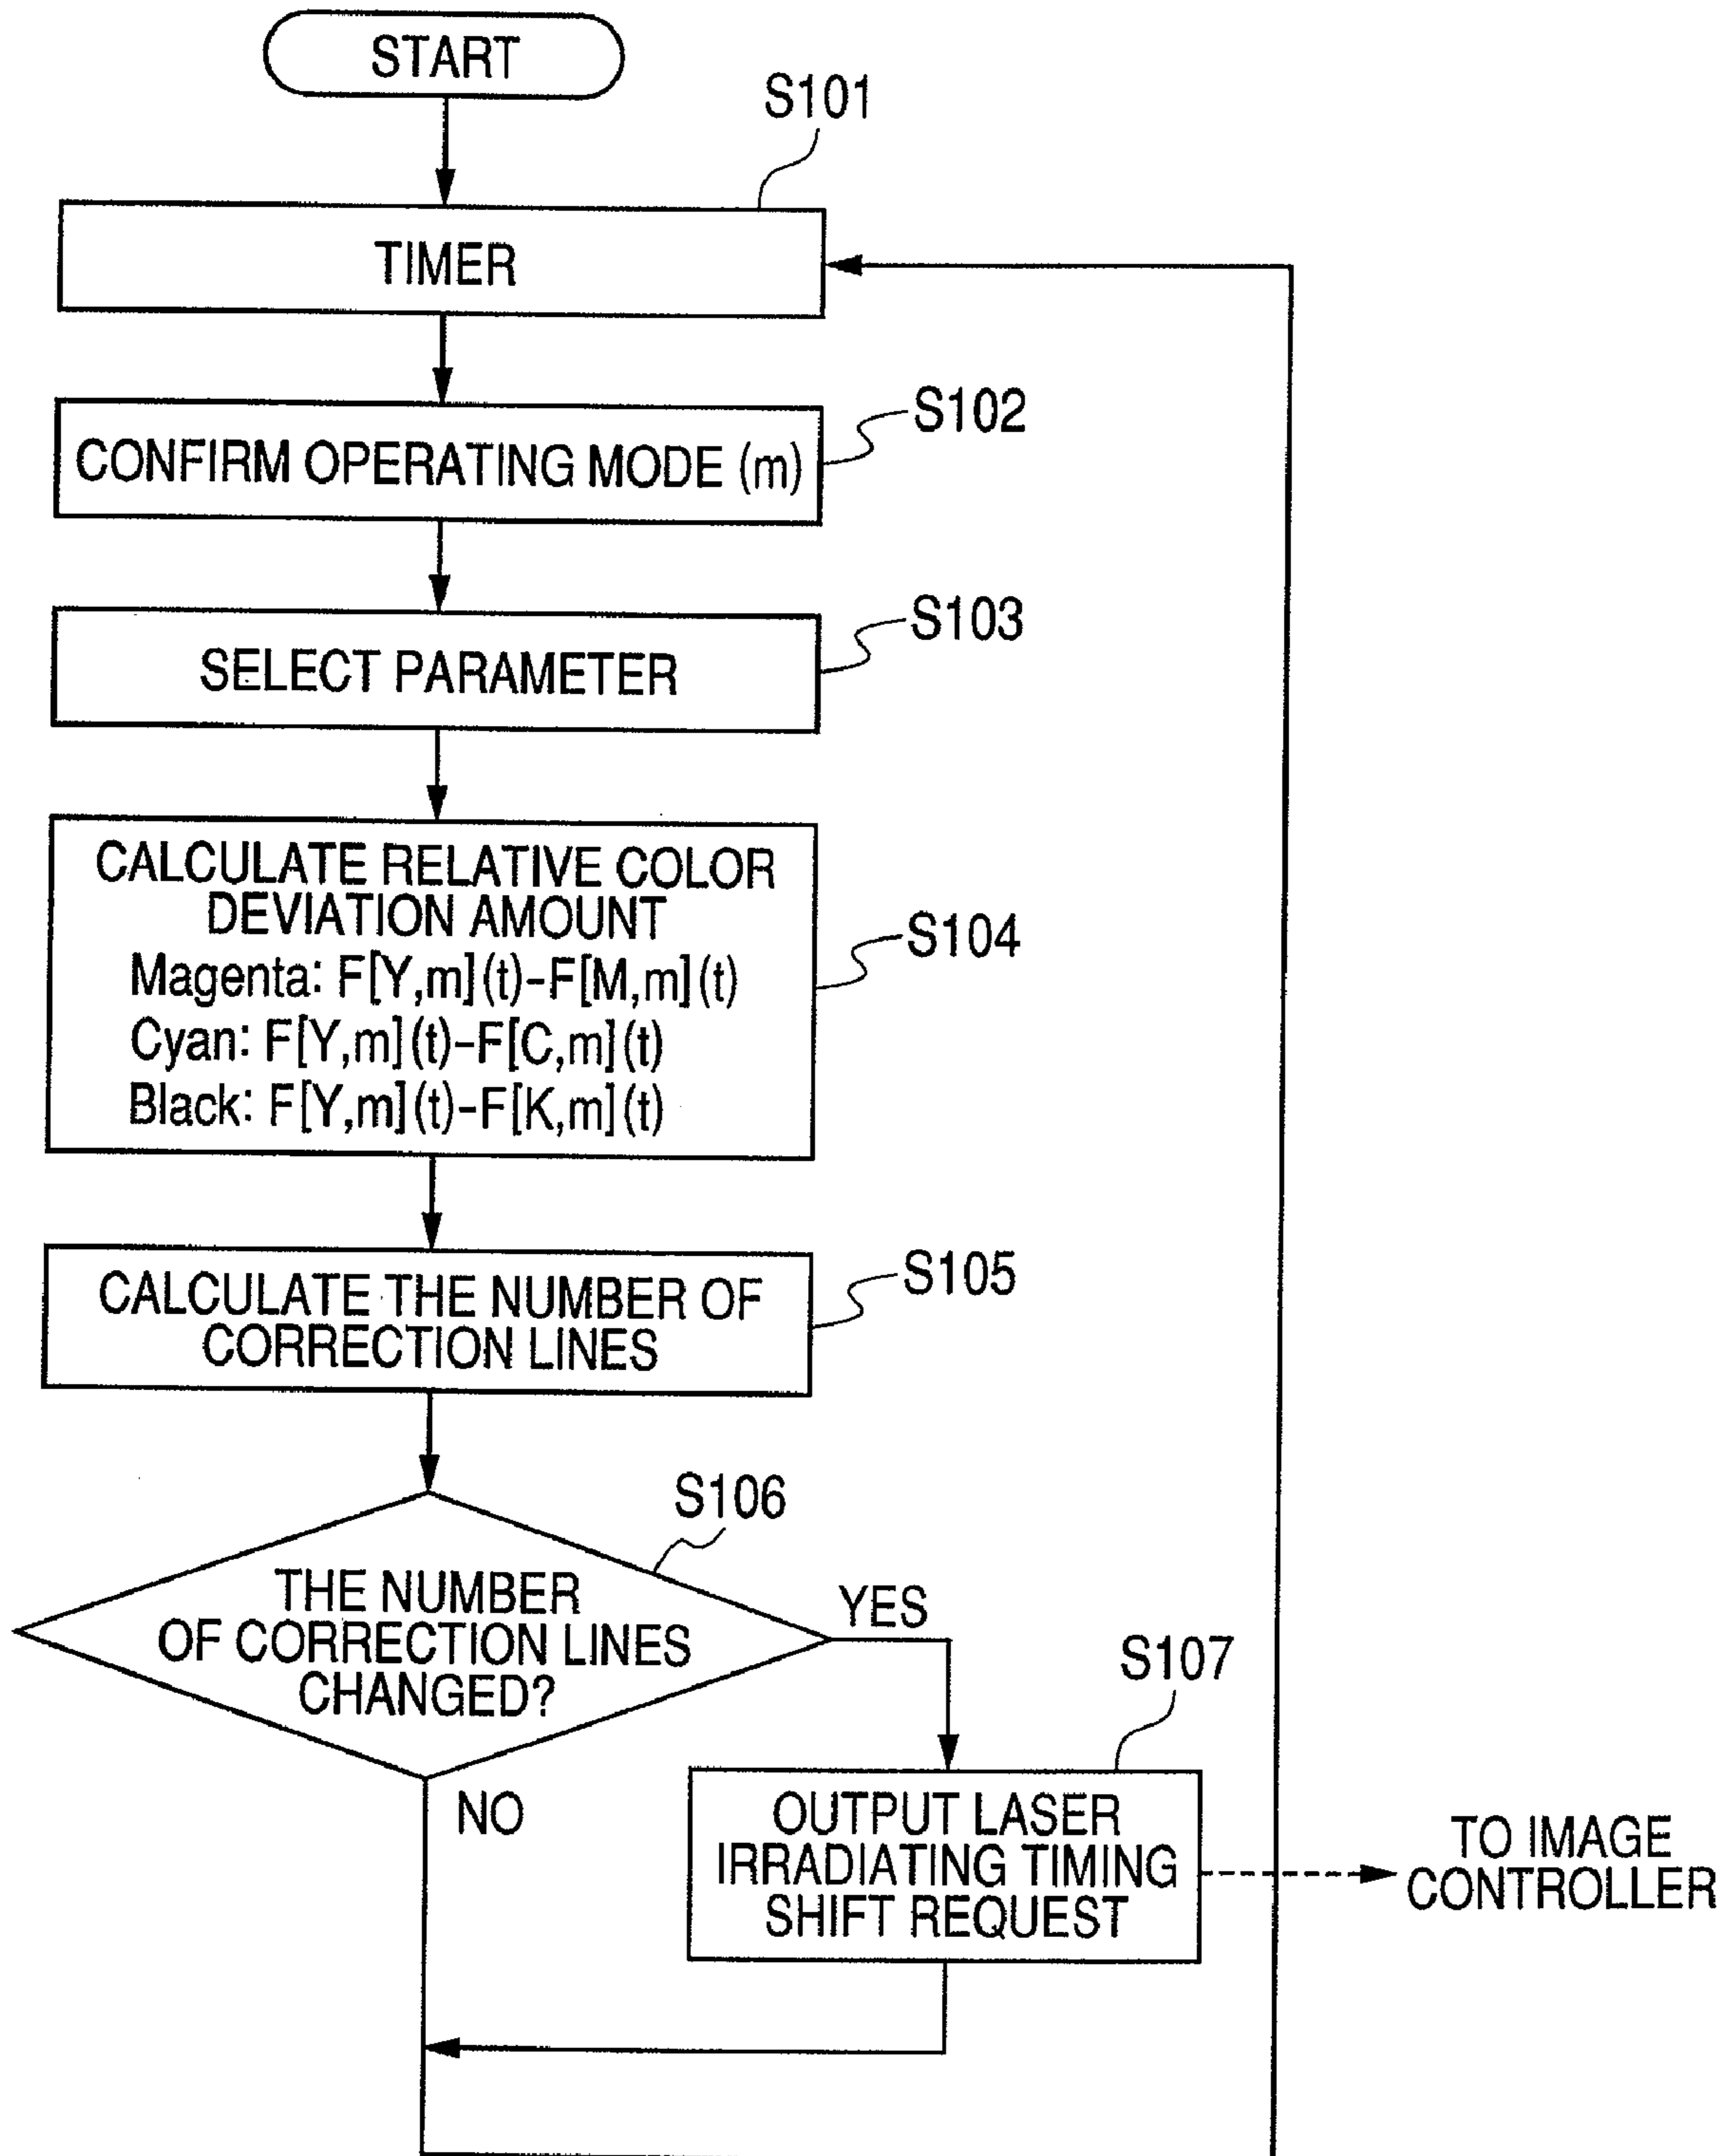 START
S101
TIMER
S102
CONFIRM OPERATING MODE (m)
S103
SELECT PARAMETER
CALCULATE RELATIVE COLOR
DEVIATION AMOUNT
S104
Magenta: F[Y,m](t)-F[M,m](t)
Cyan: F[Y,m](t)-F[C,m](t)
Black: F[Y,m](t)-F[K,m](t)
S105
CALCULATE THE NUMBER OF
CORRECTION LINES
S106
THE NUMBER
OF CORRECTION LINES
CHANGED?
YES
S107
NO
OUTPUT LASER
IRRADIATING TIMING
SHIFT REQUEST
TO IMAGE
CONTROLLER